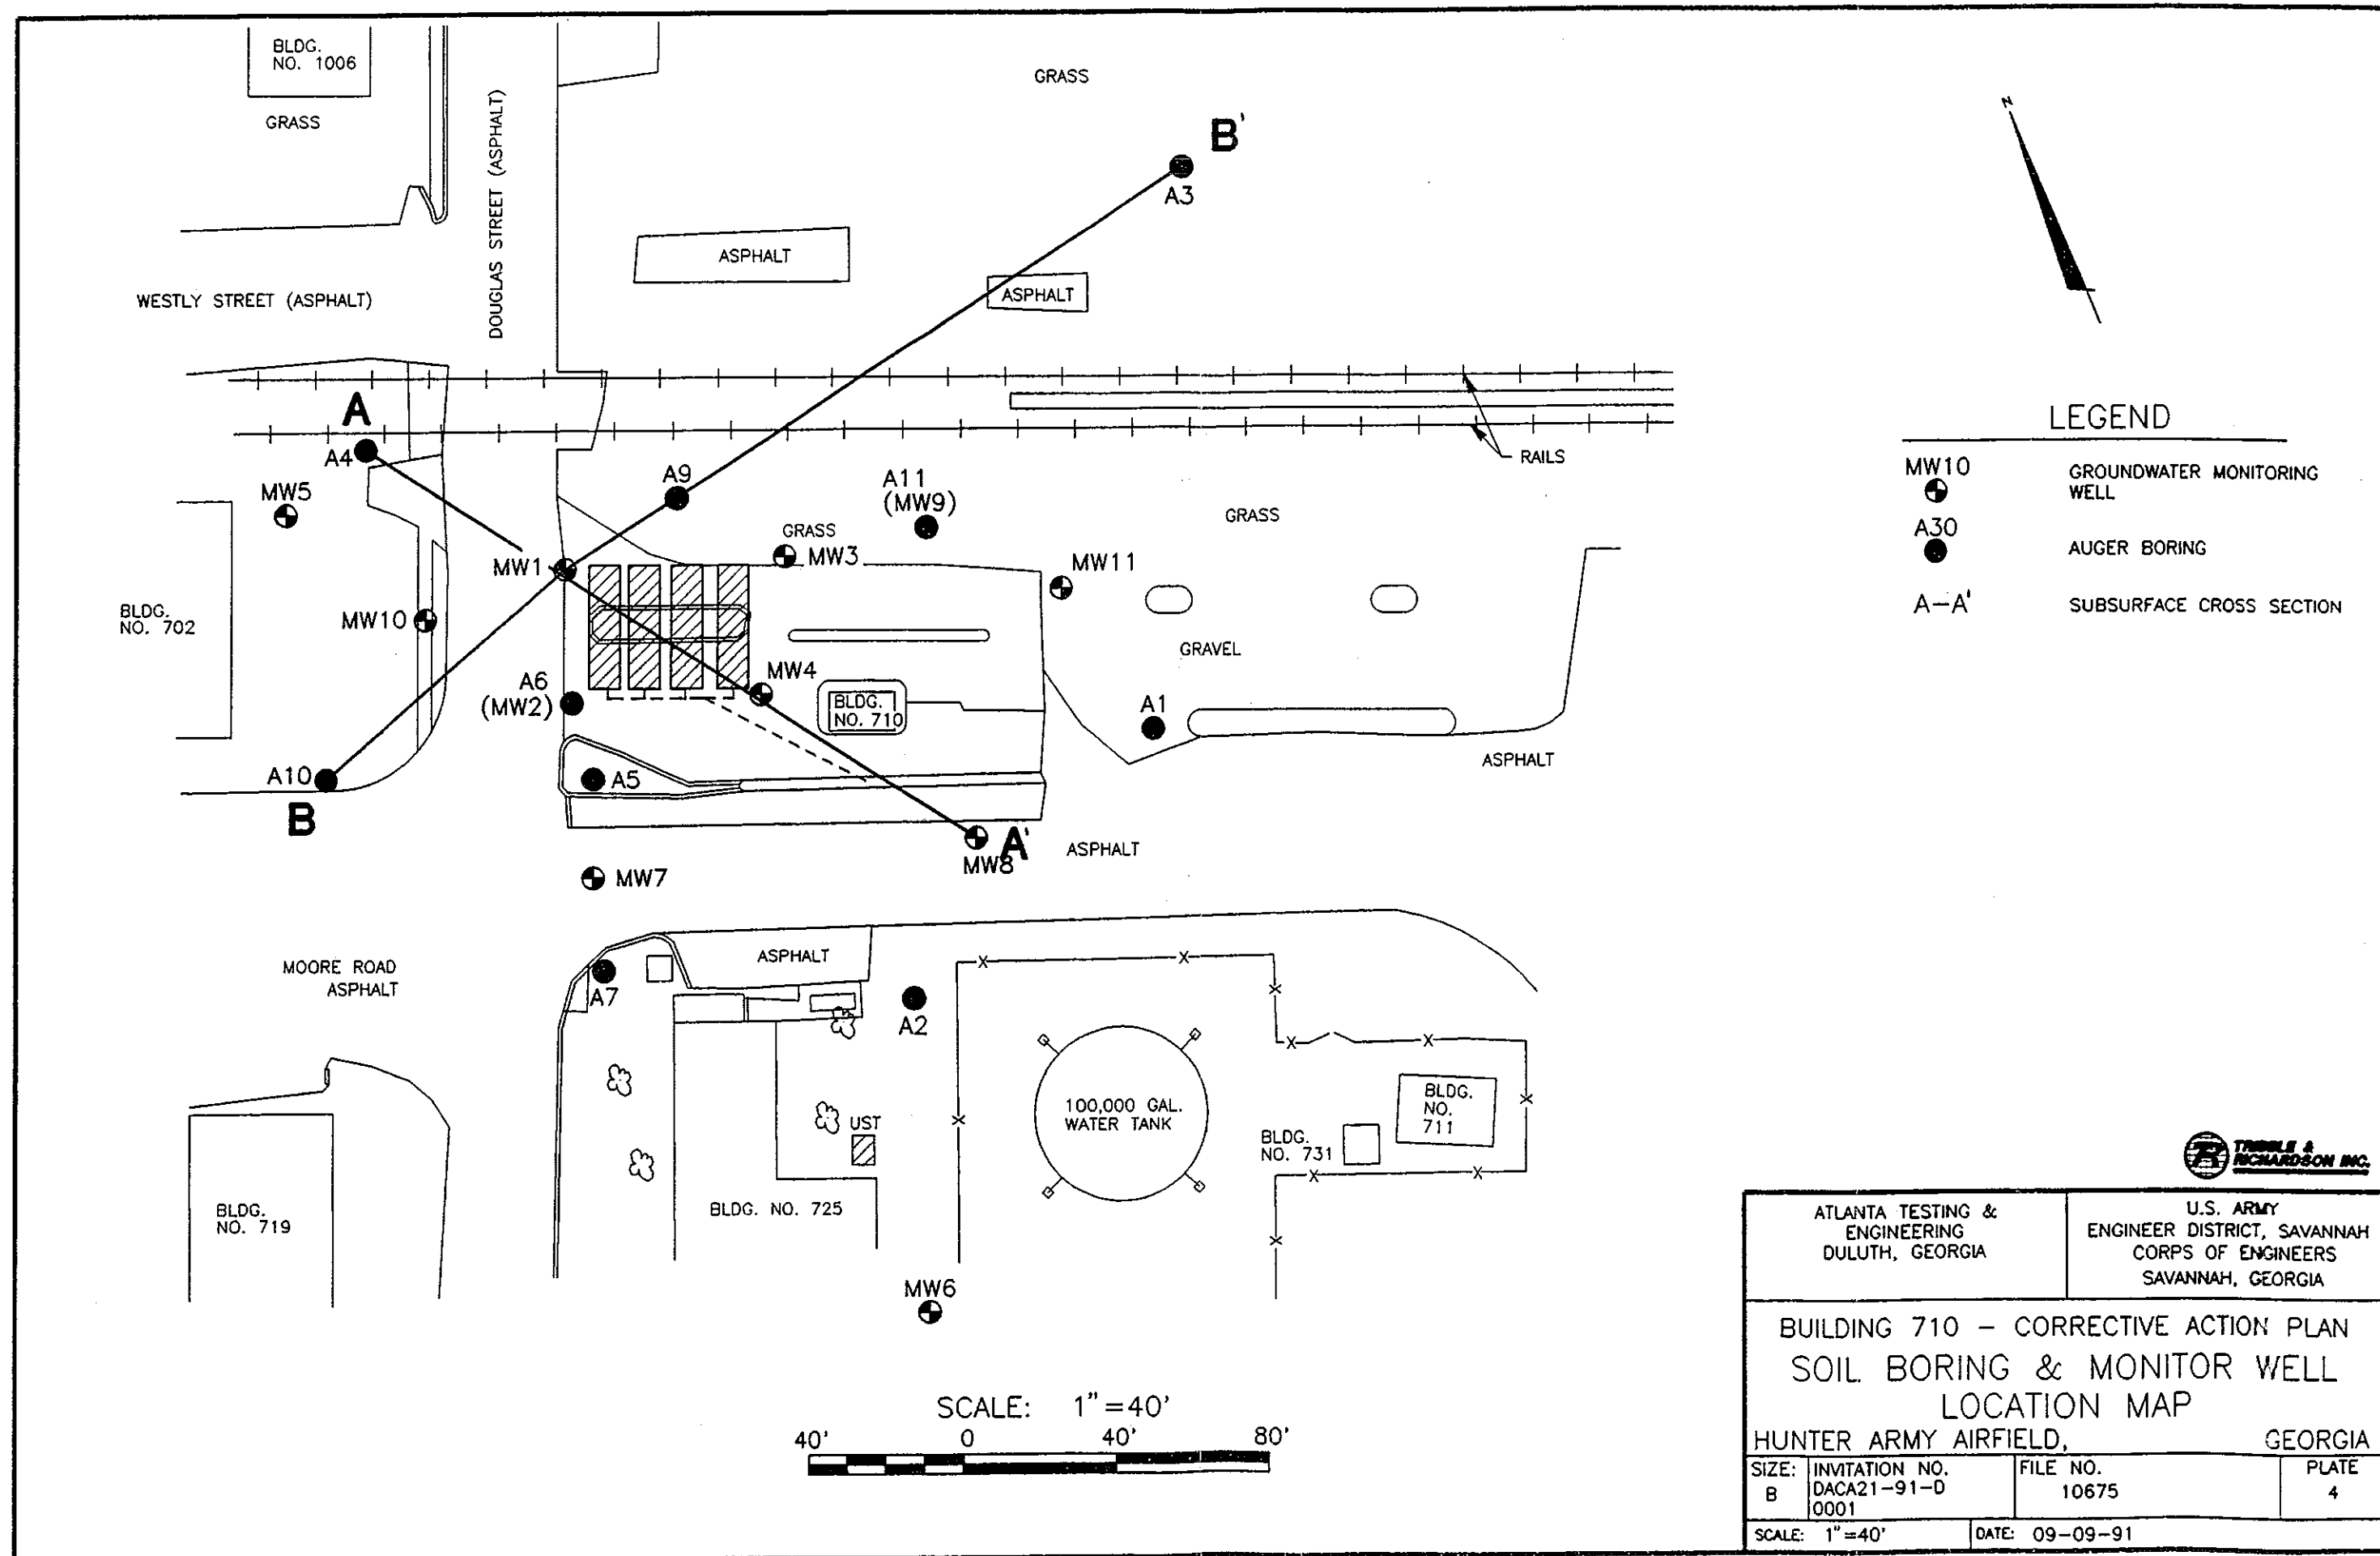 BLDG.
NO. 1006
GRASS
DOUGLAS STREET (ASPHALT)
GRASS
B'
A3
N
ASPHALT
ASPHALT
WESTLY STREET (ASPHALT)
A
A4
RAILS
MW5
A9
A11
(MW9)
GRASS
MW3
GRASS
MW1
MW11
BLDG.
NO. 702
MW10
GRAVEL
A6
(MW2)
MW4
BLDG.
NO. 710
A1
ASPHALT
A10
A5
B
A'
MW8
ASPHALT
MW7
MOORE ROAD
ASPHALT
ASPHALT
A7
A2
100,000 GAL.
WATER TANK
BLDG.
NO.
711
BLDG.
NO. 731
UST
BLDG.
NO. 719
BLDG. NO. 725
MW6
LEGEND
MW10
GROUNDWATER MONITORING
WELL
A30
AUGER BORING
A-A'
SUBSURFACE CROSS SECTION
SCALE: 1"=40'
40' 0 40' 80'
TRIBBLE &
RICHARDSON INC.
ATLANTA TESTING &
ENGINEERING
DULUTH, GEORGIA
U.S. ARMY
ENGINEER DISTRICT, SAVANNAH
CORPS OF ENGINEERS
SAVANNAH, GEORGIA
BUILDING 710 - CORRECTIVE ACTION PLAN
SOIL BORING & MONITOR WELL
LOCATION MAP
HUNTER ARMY AIRFIELD, GEORGIA
SIZE:
B
INVITATION NO.
DACA21-91-D
0001
FILE NO.
10675
PLATE
4
SCALE: 1"=40'
DATE: 09-09-91